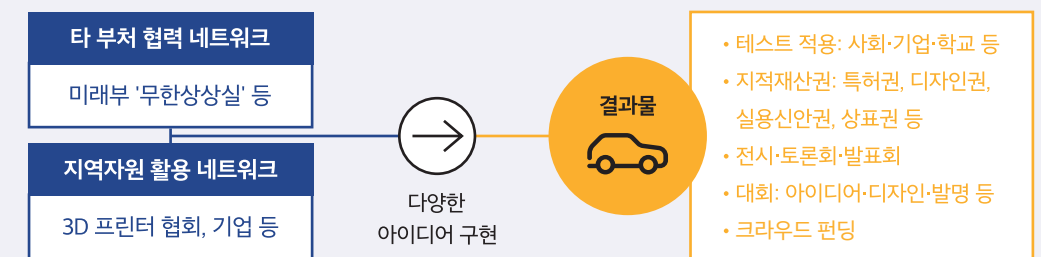 타 부처 협력 네트워크
미래부 '무한상상실' 등
지역자원 활용 네트워크
3D 프린터 협회, 기업 등
다양한
아이디어 구현
결과물
• 테스트 적용: 사회·기업·학교 등
• 지적재산권: 특허권, 디자인권,
실용신안권, 상표권 등
• 전시·토론회·발표회
• 대회: 아이디어·디자인·발명 등
• 크라우드 펀딩